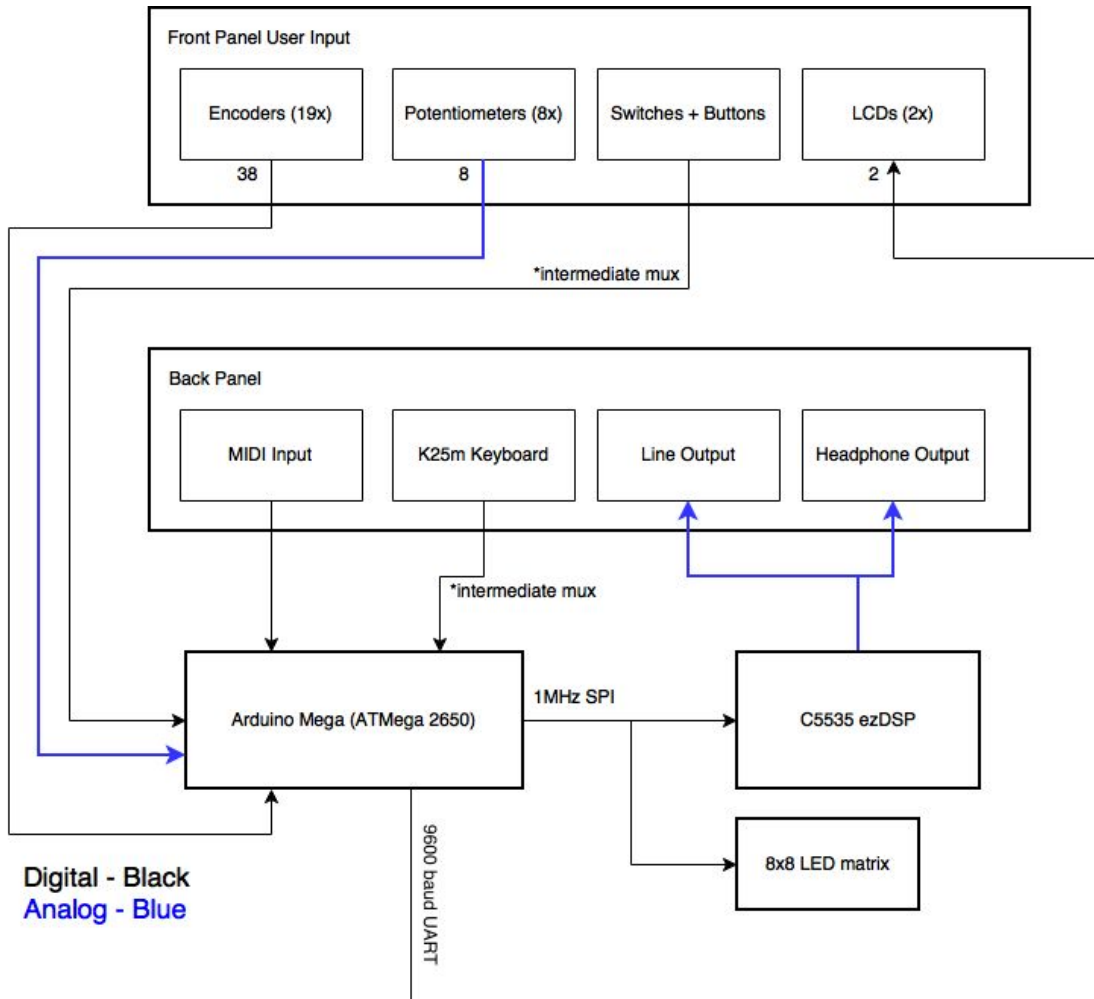 Front Panel User Input
Encoders (19x)
Potentiometers (8x)
Switches + Buttons
LCDs (2x)
38
8
2
*intermediate mux
Back Panel
MIDI Input
K25m Keyboard
Line Output
Headphone Output
*intermediate mux
1MHz SPI
Arduino Mega (ATMega 2650)
C5535 ezDSP
9600 baud UART
8x8 LED matrix
Digital - Black
Analog - Blue